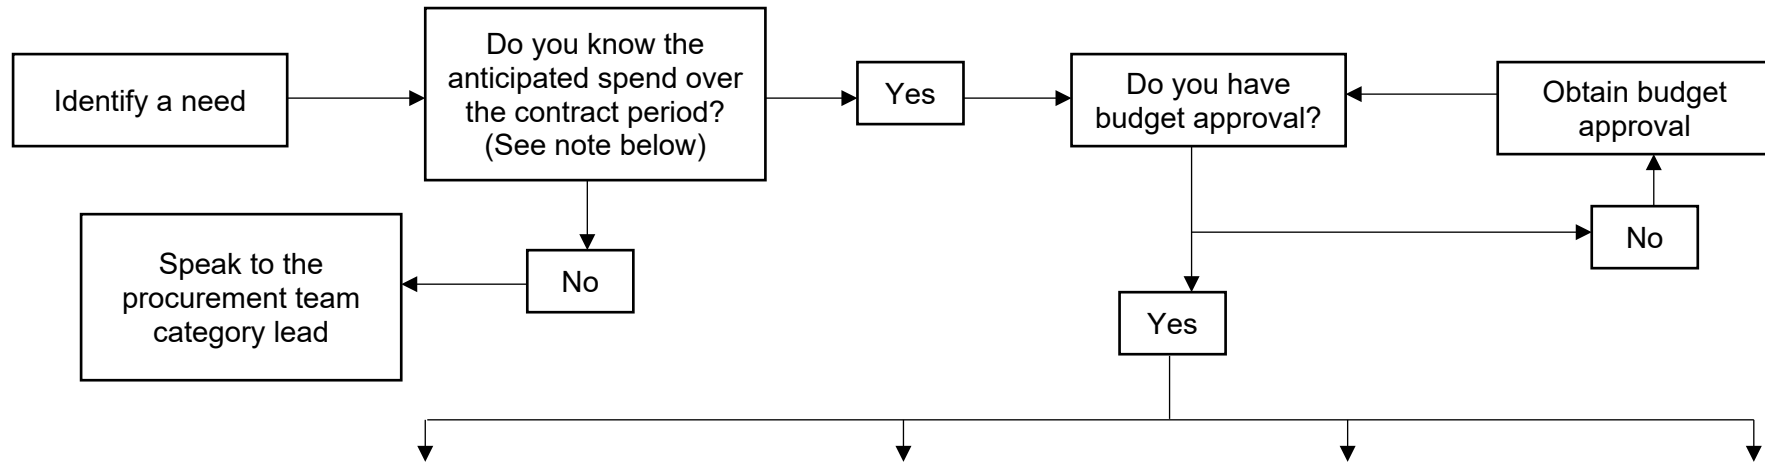 Identify a need
Do you know the
anticipated spend over
the contract period?
(See note below)
Yes
Do you have
budget approval?
Obtain budget
approval
No
Speak to the
procurement team
category lead
No
Yes